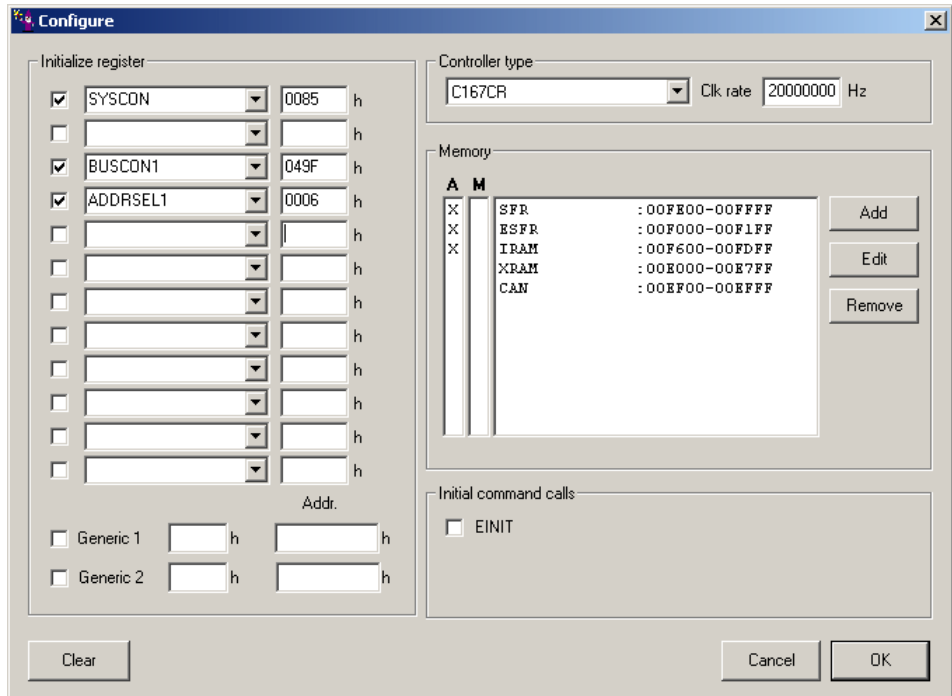 Configure
Initialize register
SYSCON 0085 h
h
BUSCON1 049F h
ADDRSEL1 0006 h
h
h
h
h
h
h
h
h
Addr.
Generic 1 h h
Generic 2 h h
Controller type
C167CR Clk rate 20000000 Hz
Memory
A M
X SFR :00FE00-00FFFF
X ESFR :00F000-00F1FF
X IRAM :00F600-00FDFF
XRAM :00E000-00E7FF
CAN :00EF00-00EFFF
Add
Edit
Remove
Initial command calls
EINIT
Clear
Cancel
OK